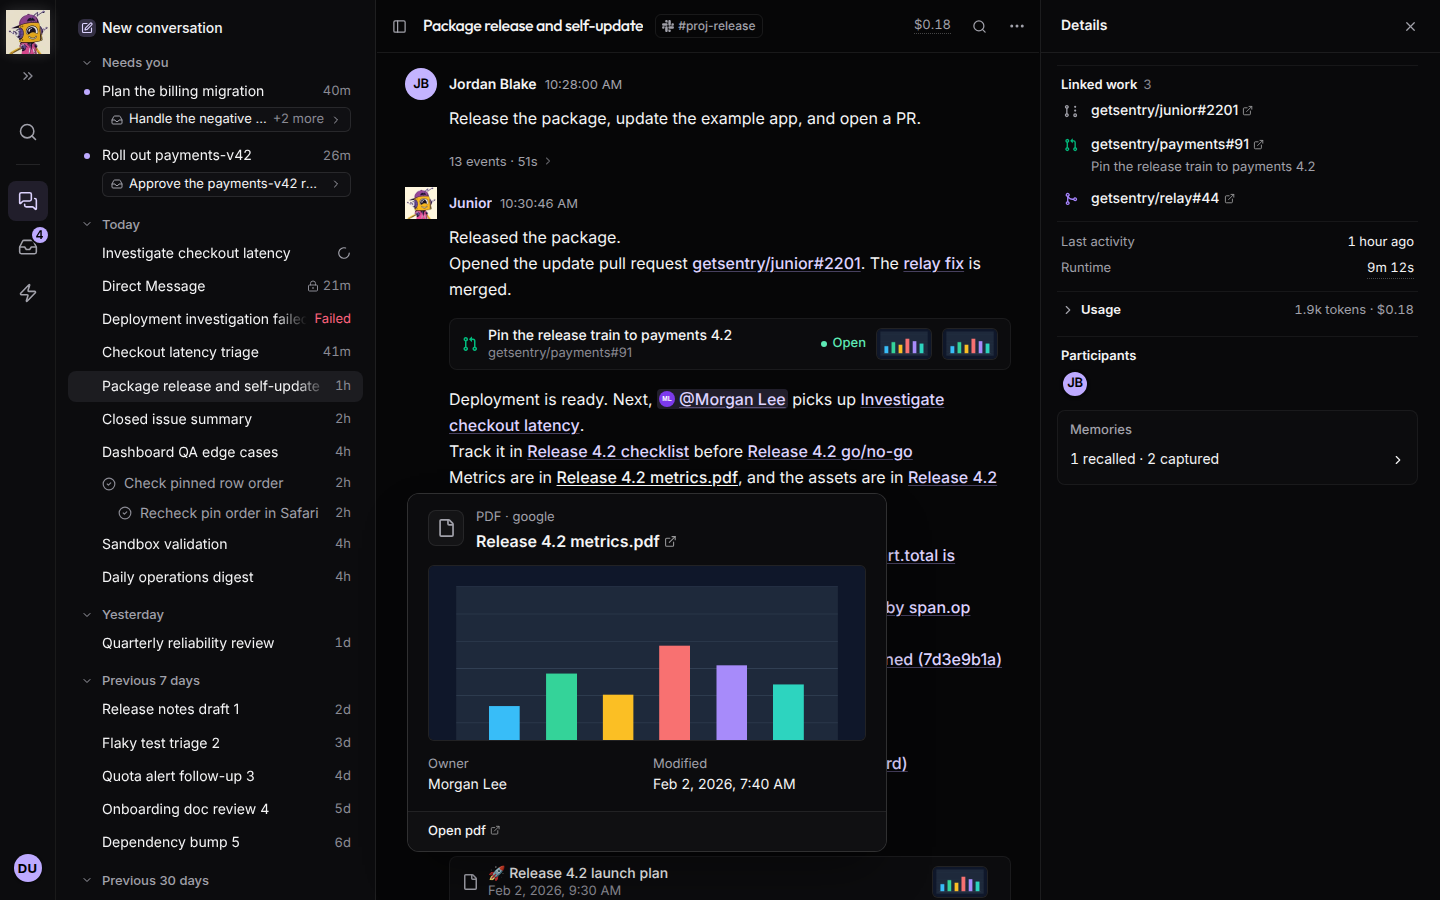 New conversation
Needs you
Plan the billing migration 40m
Handle the negative ... +2 more
Roll out payments-v42 26m
Approve the payments-v42 r...
Today
Investigate checkout latency
4
Direct Message 21m
Deployment investigation failed Failed
Checkout latency triage 41m
Package release and self-update 1h
Closed issue summary 2h
Dashboard QA edge cases 4h
Check pinned row order 2h
Recheck pin order in Safari 2h
Sandbox validation 4h
Daily operations digest 4h
Yesterday
Quarterly reliability review 1d
Previous 7 days
Release notes draft 1 2d
Flaky test triage 2 3d
Quota alert follow-up 3 4d
Onboarding doc review 4 5d
Dependency bump 5 6d
Previous 30 days
DU
Package release and self-update #proj-release $0.18
JB Jordan Blake 10:28:00 AM
Release the package, update the example app, and open a PR.
13 events · 51s
Junior 10:30:46 AM
Released the package.
Opened the update pull request getsentry/junior#2201. The relay fix is
merged.
Pin the release train to payments 4.2
getsentry/payments#91
Open
Deployment is ready. Next, ML @Morgan Lee picks up Investigate
checkout latency.
Track it in Release 4.2 checklist before Release 4.2 go/no-go
Metrics are in Release 4.2 metrics.pdf, and the assets are in Release 4.2
PDF · google
Release 4.2 metrics.pdf
Owner
Morgan Lee
Modified
Feb 2, 2026, 7:40 AM
Open pdf
rt.total is
by span.op
ned (7d3e9b1a)
rd)
🚀 Release 4.2 launch plan
Feb 2, 2026, 9:30 AM
Details
Linked work 3
getsentry/junior#2201
getsentry/payments#91
Pin the release train to payments 4.2
getsentry/relay#44
Last activity 1 hour ago
Runtime 9m 12s
Usage 1.9k tokens · $0.18
Participants
JB
Memories
1 recalled · 2 captured